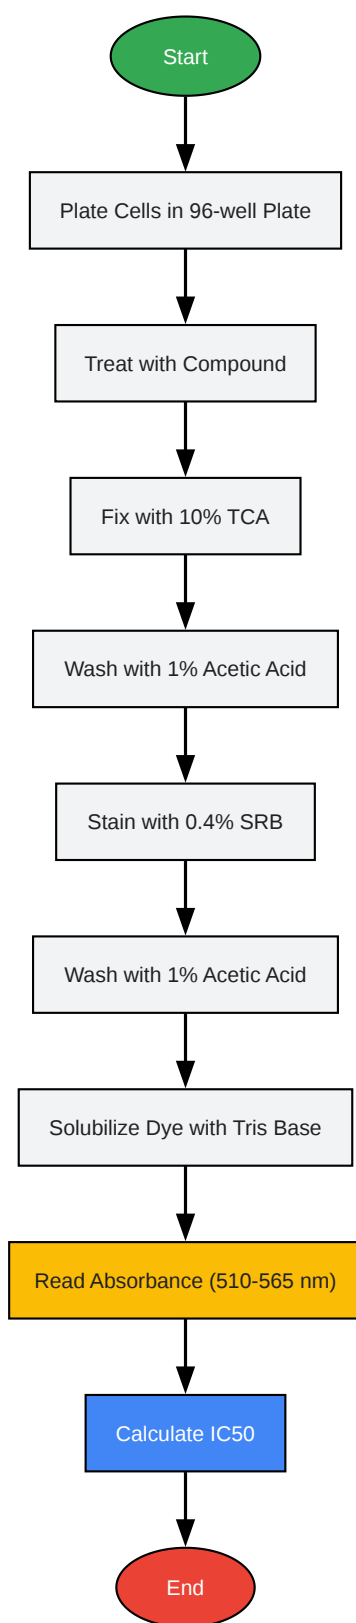 Start
Plate Cells in 96-well Plate
Treat with Compound
Fix with 10% TCA
Wash with 1% Acetic Acid
Stain with 0.4% SRB
Wash with 1% Acetic Acid
Solubilize Dye with Tris Base
Read Absorbance (510-565 nm)
Calculate IC50
End